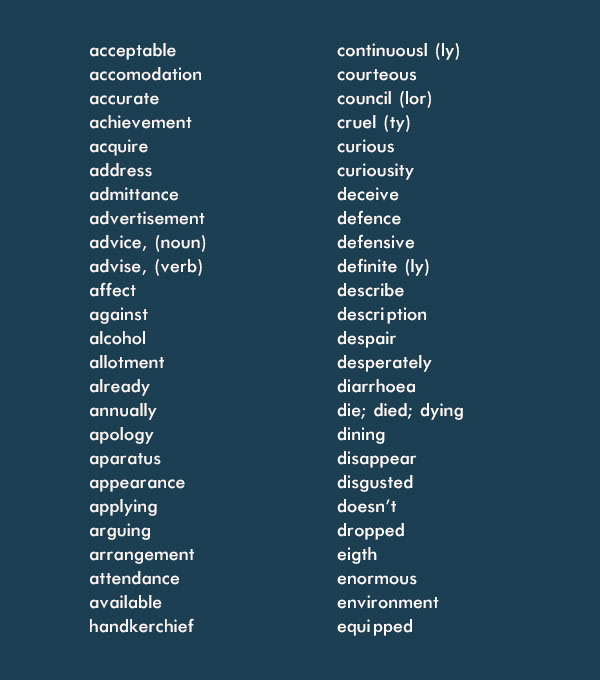 acceptable
accomodation
accurate
achievement
acquire
address
admittance
advertisement
advice, (noun)
advise, (verb)
affect
against
alcohol
allotment
already
annually
apology
aparatus
appearance
applying
arguing
arrangement
attendance
available
handkerchief
continuousl (ly)
courteous
council (lor)
cruel (ty)
curious
curiousity
deceive
defence
defensive
definite (ly)
describe
description
despair
desperately
diarrhoea
die; died; dying
dining
disappear
disgusted
doesn't
dropped
eigth
enormous
environment
equipped